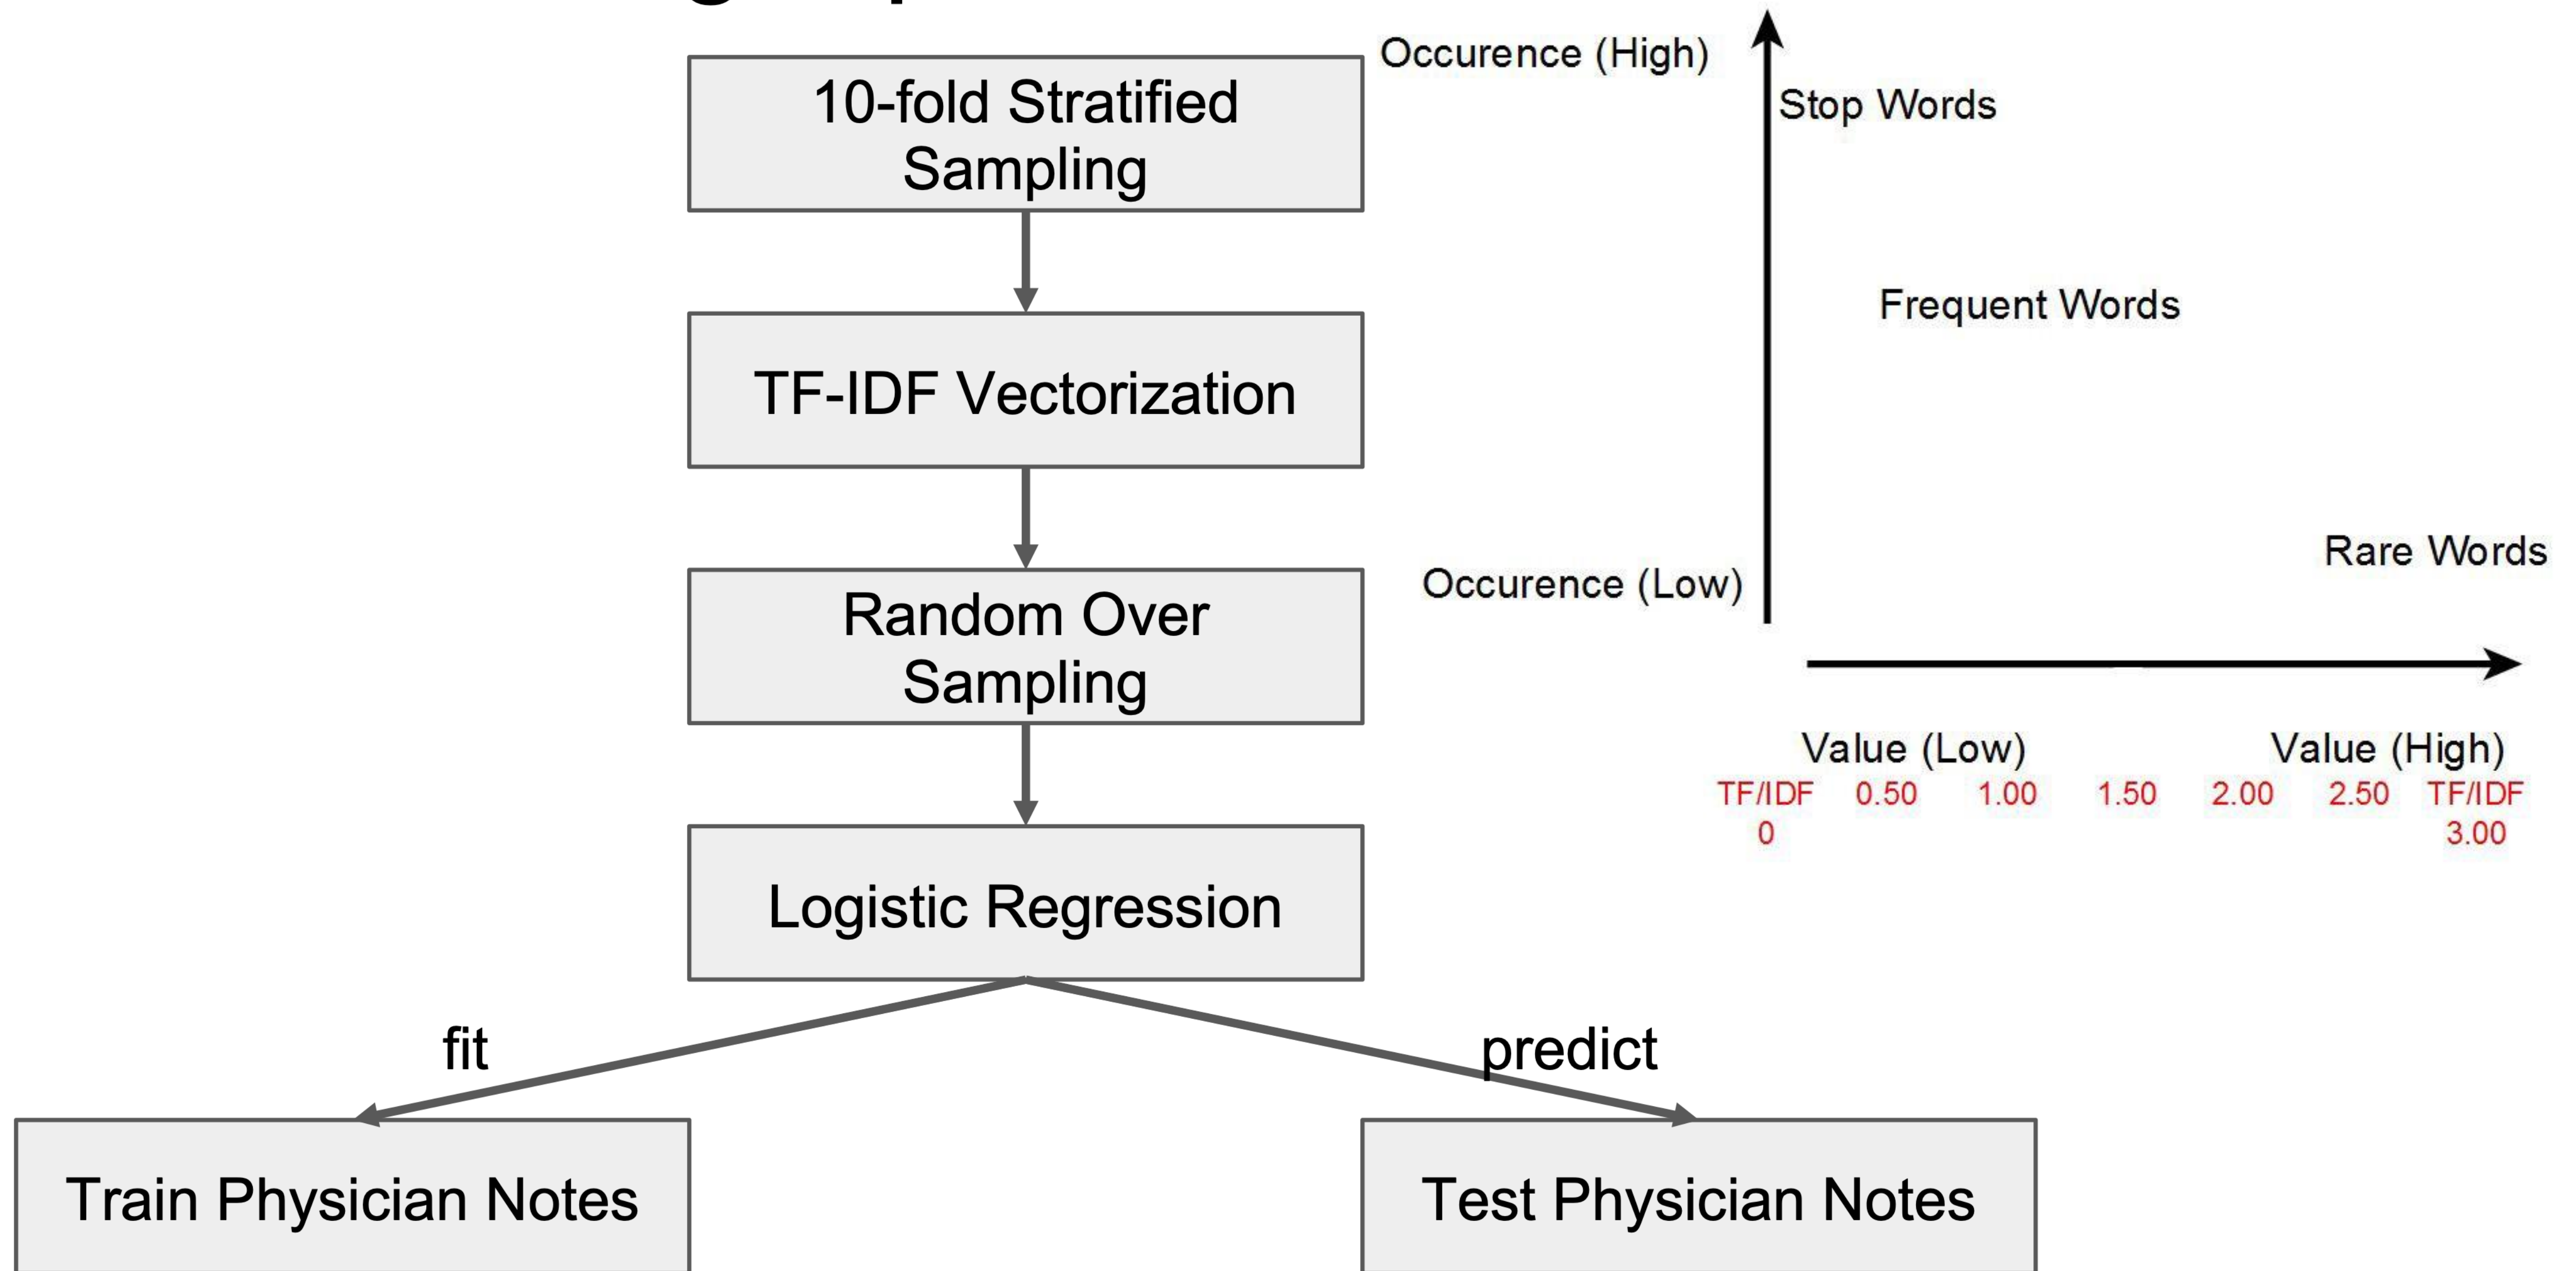 10-fold Stratified
Sampling
TF-IDF Vectorization
Random Over
Sampling
Logistic Regression
fit
predict
Train Physician Notes
Test Physician Notes
Occurence (High)
Stop Words
Frequent Words
Rare Words
Occurence (Low)
Value (Low)
Value (High)
TF/IDF 0.50 1.00 1.50 2.00 2.50 TF/IDF
0 3.00